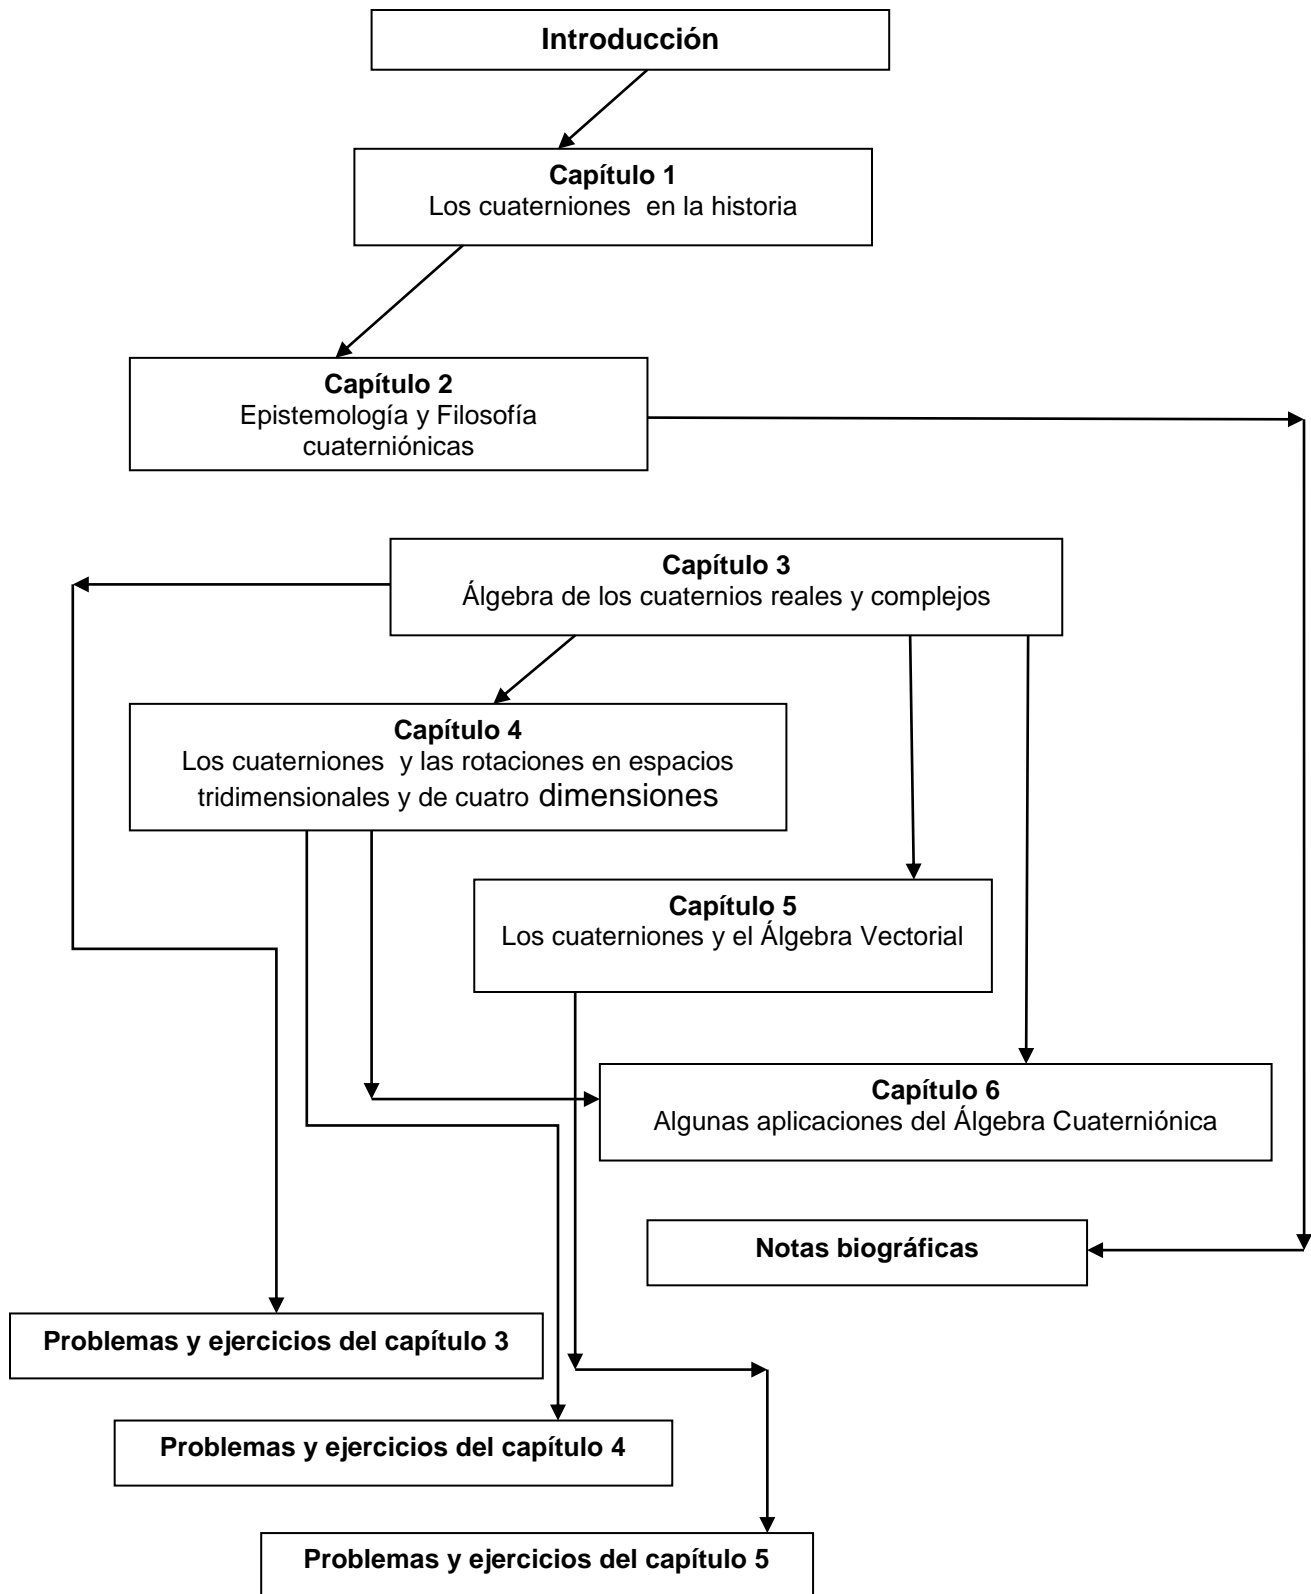 Introducción
Capítulo 1
Los cuaterniones en la historia
Capítulo 2
Epistemología y Filosofía
cuaterniónicas
Capítulo 3
Álgebra de los cuaternios reales y complejos
Capítulo 4
Los cuaterniones y las rotaciones en espacios
tridimensionales y de cuatro dimensiones
Capítulo 5
Los cuaterniones y el Álgebra Vectorial
Capítulo 6
Algunas aplicaciones del Álgebra Cuaterniónica
Notas biográficas
Problemas y ejercicios del capítulo 3
Problemas y ejercicios del capítulo 4
Problemas y ejercicios del capítulo 5